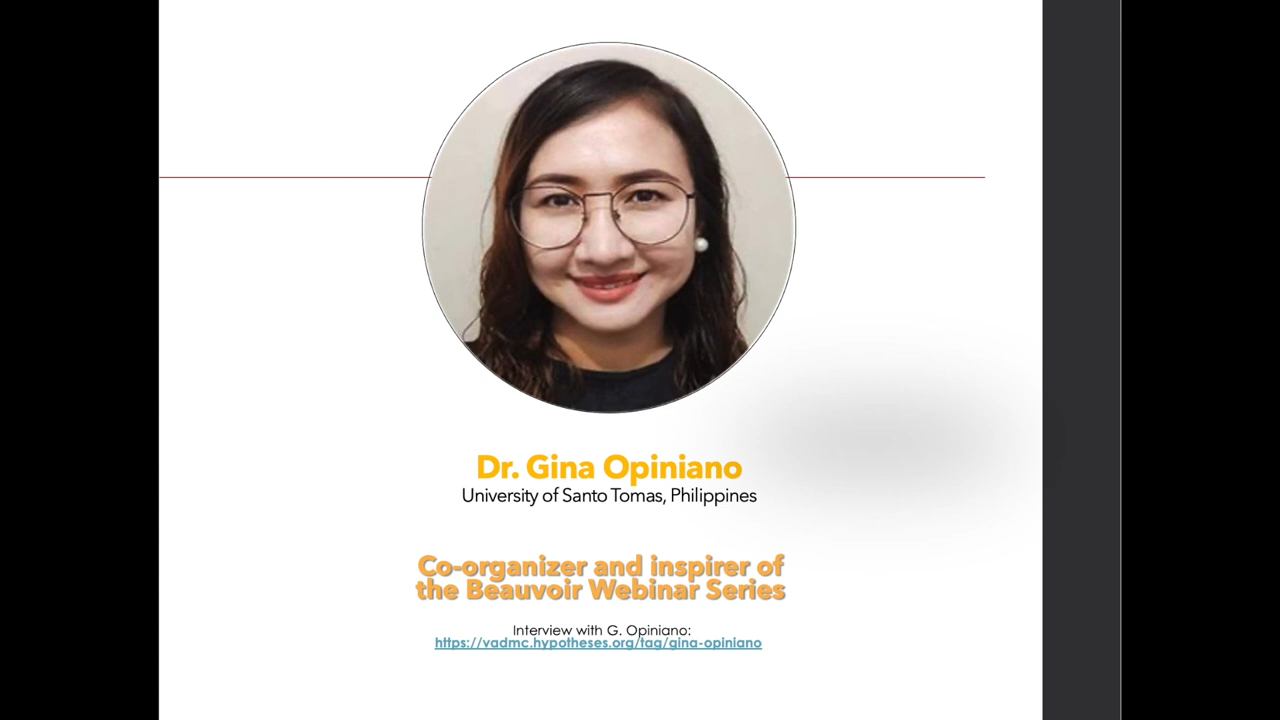 Dr. Gina Opiniano
University of Santo Tomas, Philippines
Co-organizer and inspirer of
the Beauvoir Webinar Series
Interview with G. Opiniano:
https://vadmc.hypotheses.org/tag/gina-opiniano